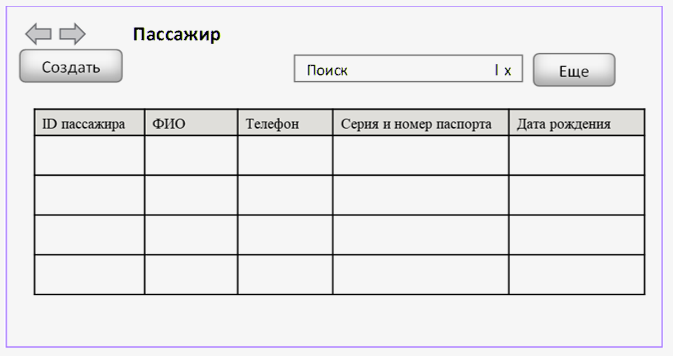 Пассажир
Создать
Поиск | x
Еще
ID пассажира ФИО Телефон Серия и номер паспорта Дата рождения